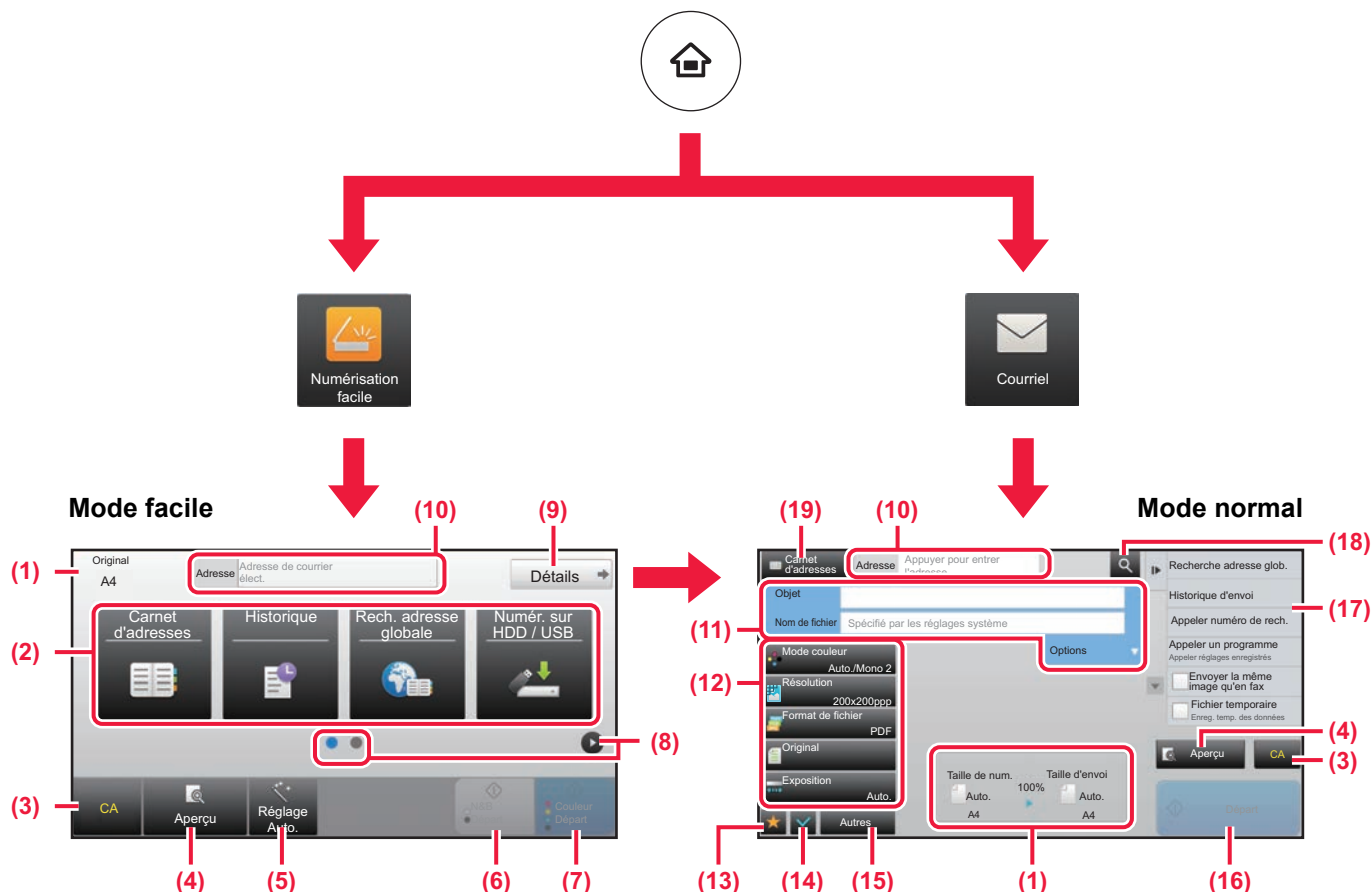 Numérisation
facile
Courriel
Mode facile
Mode normal
(10)
(9)
(19)
(10)
(18)
(1)
Original
A4
Adresse
Adresse de courrier
élect.
Détails
(2)
Carnet
d'adresses
Historique
Rech. adresse
globale
Numér. sur
HDD / USB
(8)
(3)
CA
Aperçu
Réglage
Auto.
N&B
Départ
Couleur
Départ
(4)
(5)
(6)
(7)
Carnet
d'adresses
Adresse
Appuyer pour entrer
l'adresse
Objet
Nom de fichier
Spécifié par les réglages système
Options
(11)
(12)
Mode couleur
Auto./Mono 2
Résolution
200x200ppp
Format de fichier
PDF
Original
Exposition
Auto.
Autres
Taille de num.
Auto.
A4
100%
Taille d'envoi
Auto.
A4
Recherche adresse glob.
Historique d'envoi
Appeler numéro de rech.
Appeler un programme
Appeler réglages enregistrés
Envoyer la même
image qu'en fax
Fichier temporaire
Enreg. temp. des données
(17)
Aperçu
CA
(4)
(3)
Départ
(13)
(14)
(15)
(1)
(16)